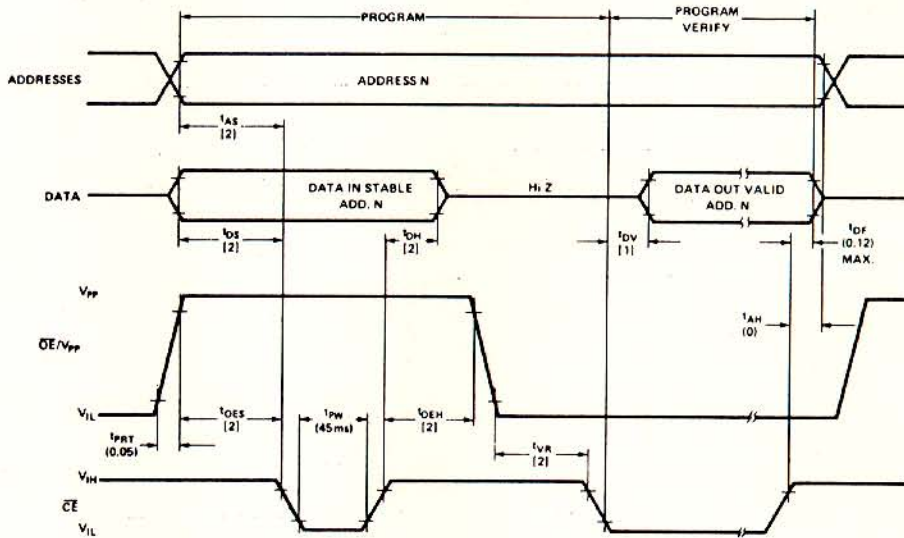 PROGRAM
PROGRAM
VERIFY
ADDRESSES
ADDRESS N
tAS
[2]
DATA
DATA IN STABLE
ADD. N
Hi Z
DATA OUT VALID
ADD. N
tDS
[2]
tDH
[2]
tDV
[1]
tDF
(0.12)
MAX.
VPP
OE/VPP
VIL
tAH
(0)
tOES
[2]
tPW
(45ms)
tOEH
[2]
tPRT
(0.05)
tVR
[2]
VIH
CE
VIL